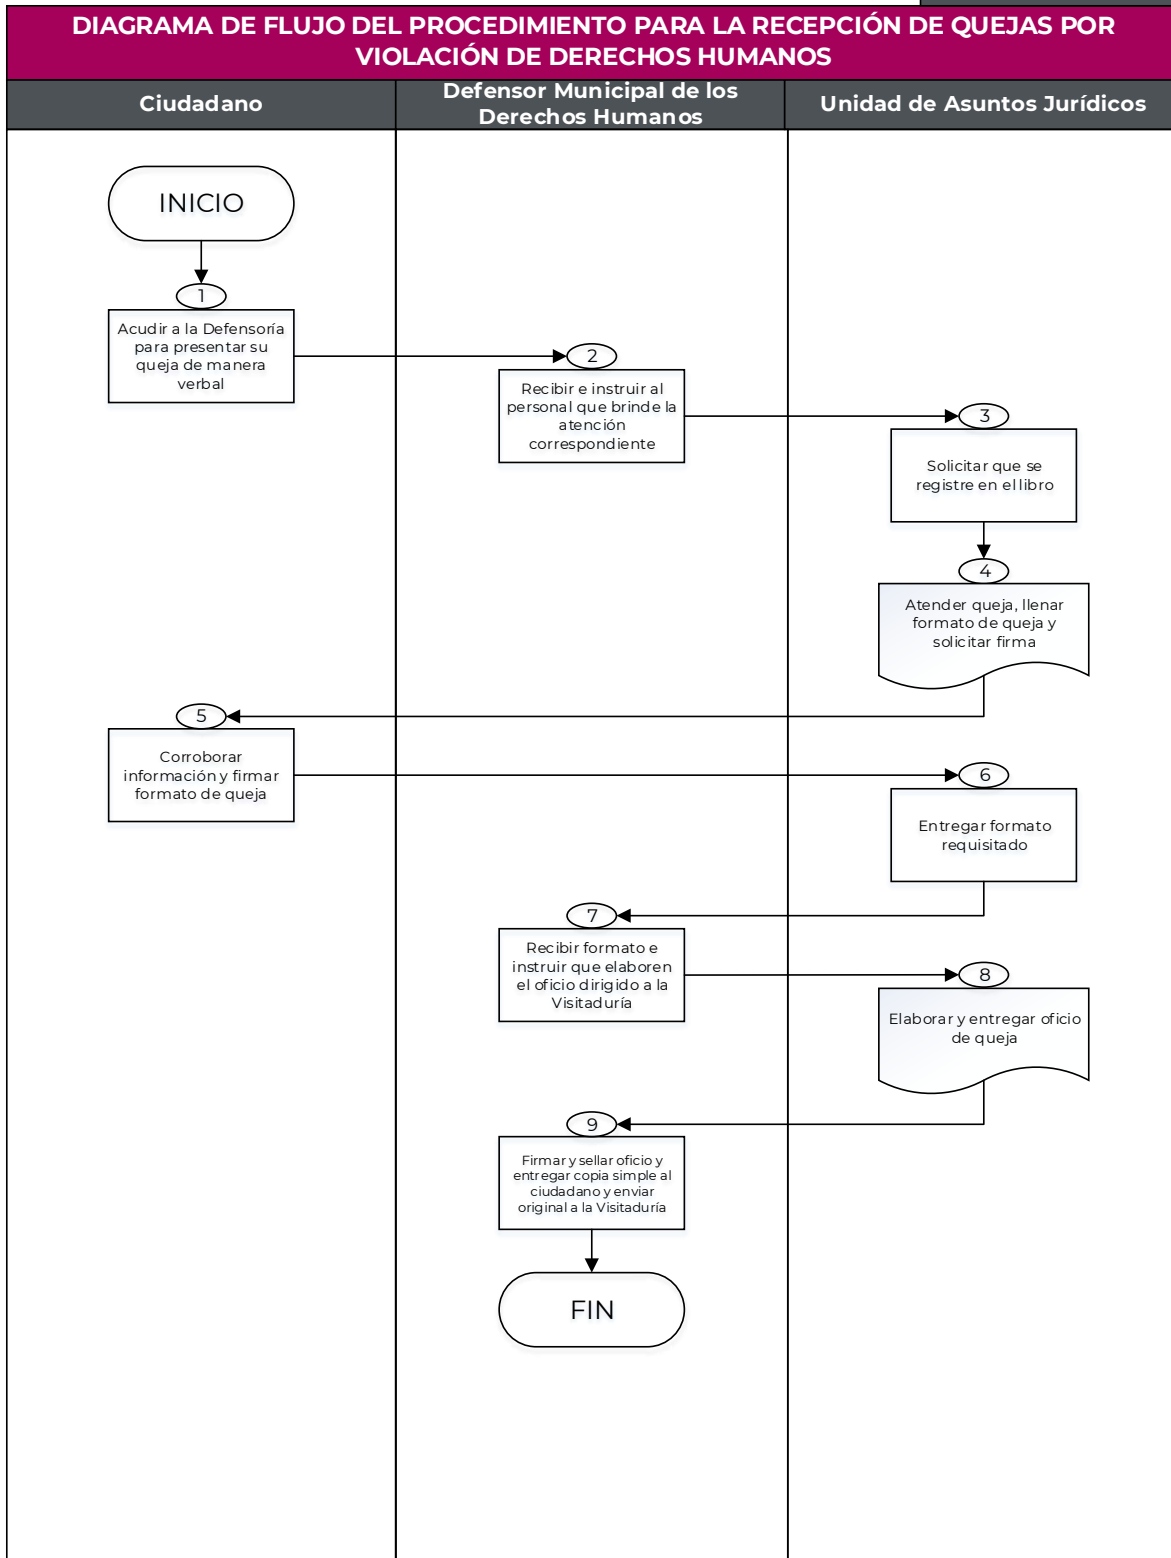 DIAGRAMA DE FLUJO DEL PROCEDIMIENTO PARA LA RECEPCIÓN DE QUEJAS POR
VIOLACIÓN DE DERECHOS HUMANOS
Ciudadano
Defensor Municipal de los
Derechos Humanos
Unidad de Asuntos Jurídicos
INICIO
1
Acudir a la Defensoría
para presentar su
queja de manera
verbal
2
Recibir e instruir al
personal que brinde la
atención
correspondiente
3
Solicitar que se
registre en el libro
4
Atender queja, llenar
formato de queja y
solicitar firma
5
Corroborar
información y firmar
formato de queja
6
Entregar formato
requisitado
7
Recibir formato e
instruir que elaboren
el oficio dirigido a la
Visitaduría
8
Elaborar y entregar oficio
de queja
9
Firmar y sellar oficio y
entregar copia simple al
ciudadano y enviar
original a la Visitaduría
FIN